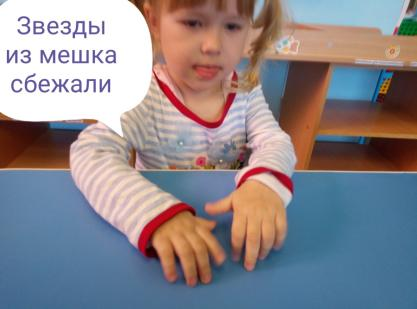 Звезды
из мешка
сбежали